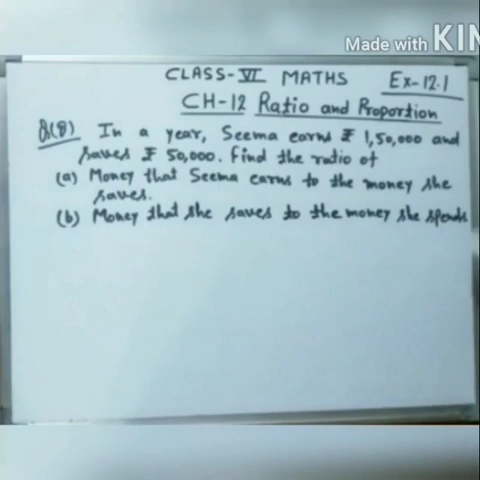 Made with KIN
CLASS-VI MATHS Ex-12.1
CH-12 Ratio and Proportion
Q(8) In a year, Seema earns ₹ 1,50,000 and
saves ₹ 50,000. Find the ratio of
(a) Money that Seema earns to the money she
saves.
(b) Money that she saves to the money she spends